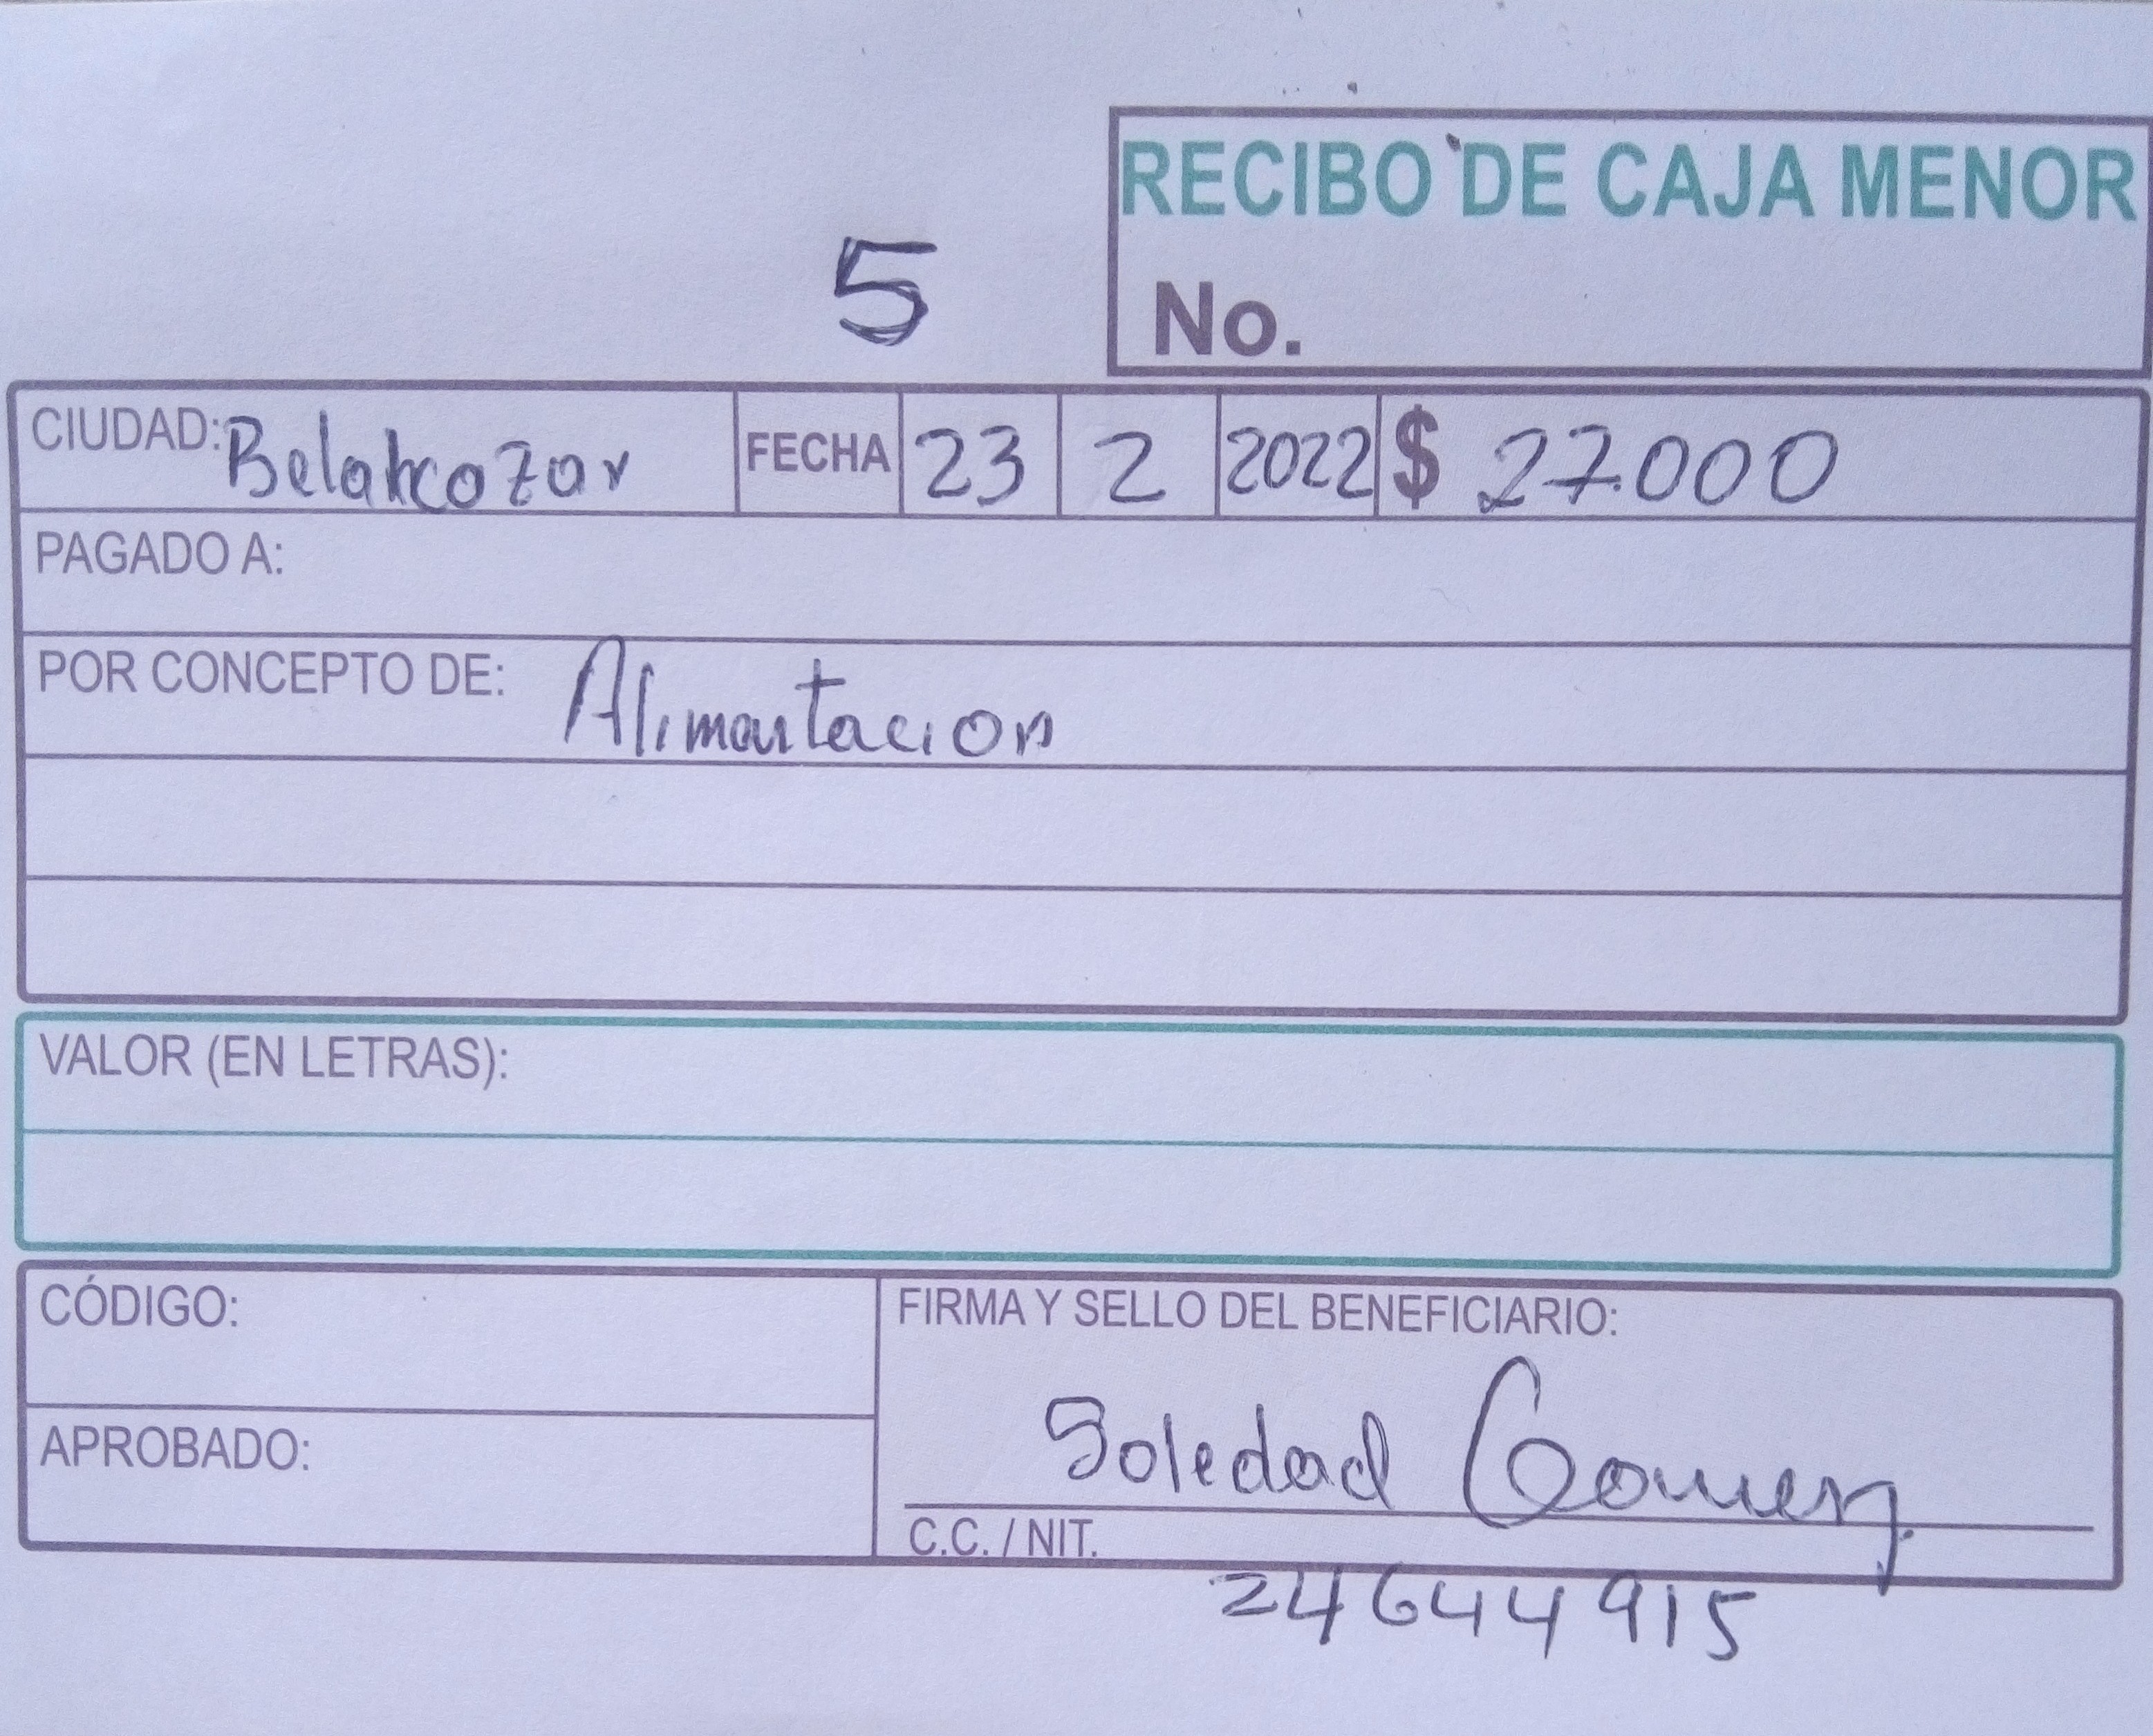 RECIBO DE CAJA MENOR
5
No.
CIUDAD: Belalcazar FECHA 23 2 2022 $ 27.000
PAGADO A:
POR CONCEPTO DE: Alimentacion
VALOR (EN LETRAS):
CÓDIGO:
FIRMA Y SELLO DEL BENEFICIARIO:
APROBADO:
Soledad Gomez
C.C. / NIT.
24644915